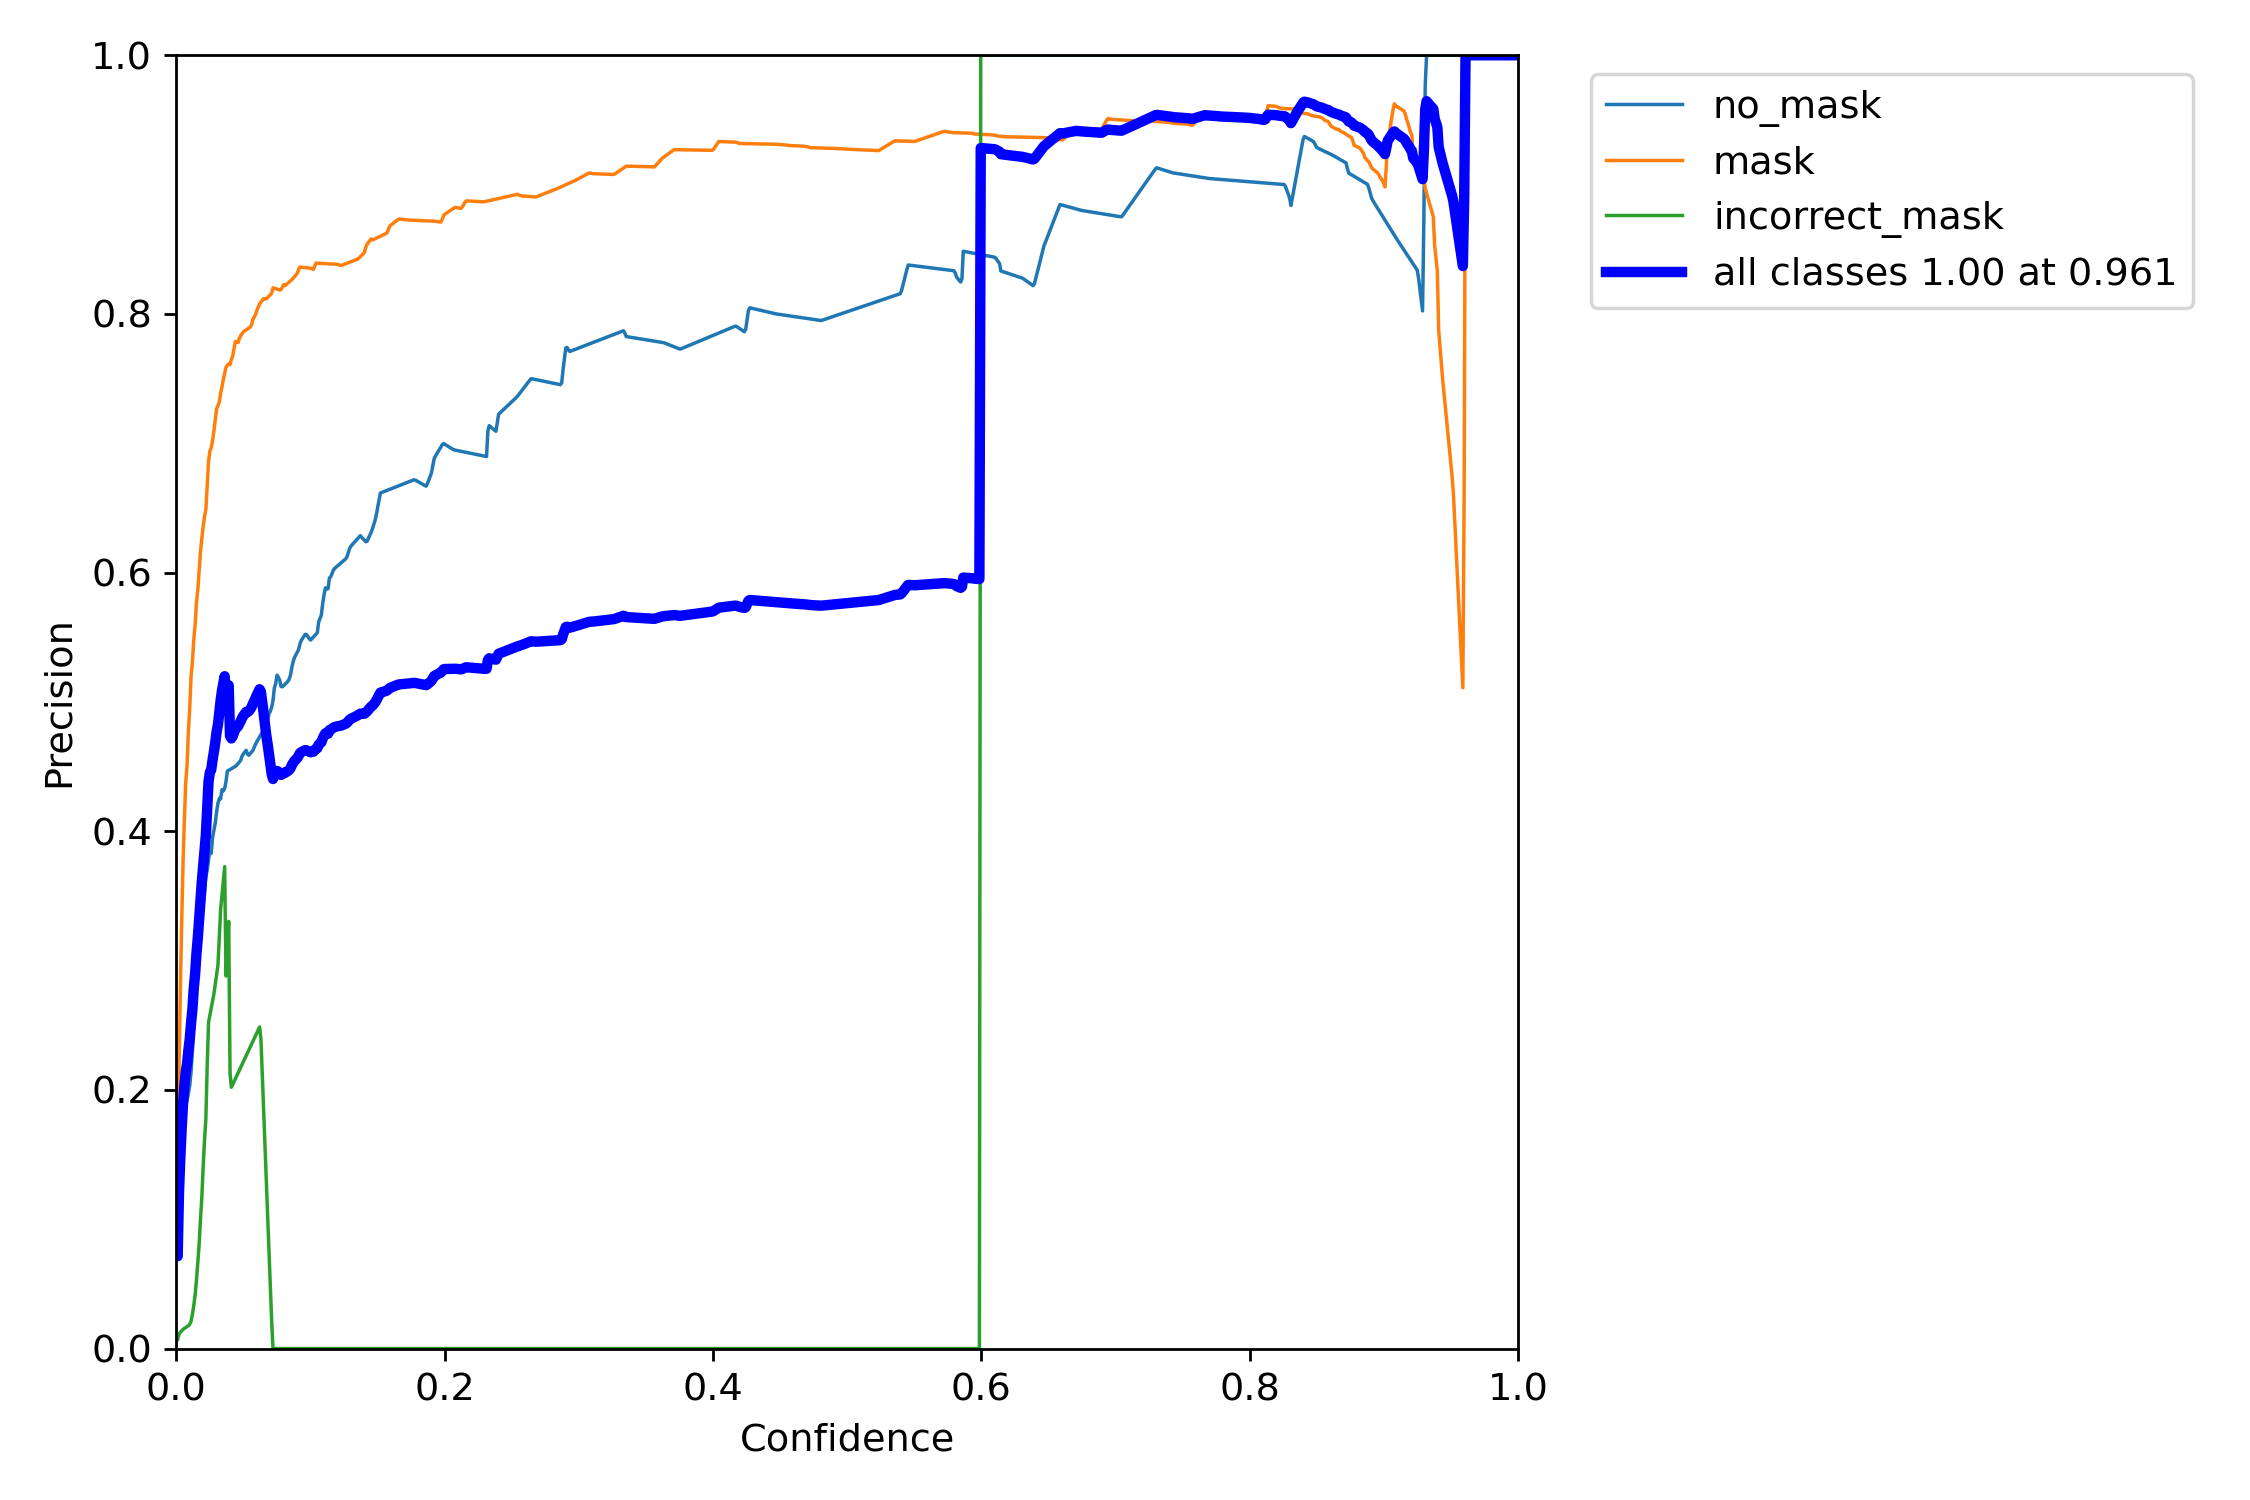 1.0
0.8
0.6
0.4
0.2
0.0
Precision
0.0 0.2 0.4 0.6 0.8 1.0
Confidence
no_mask
mask
incorrect_mask
all classes 1.00 at 0.961